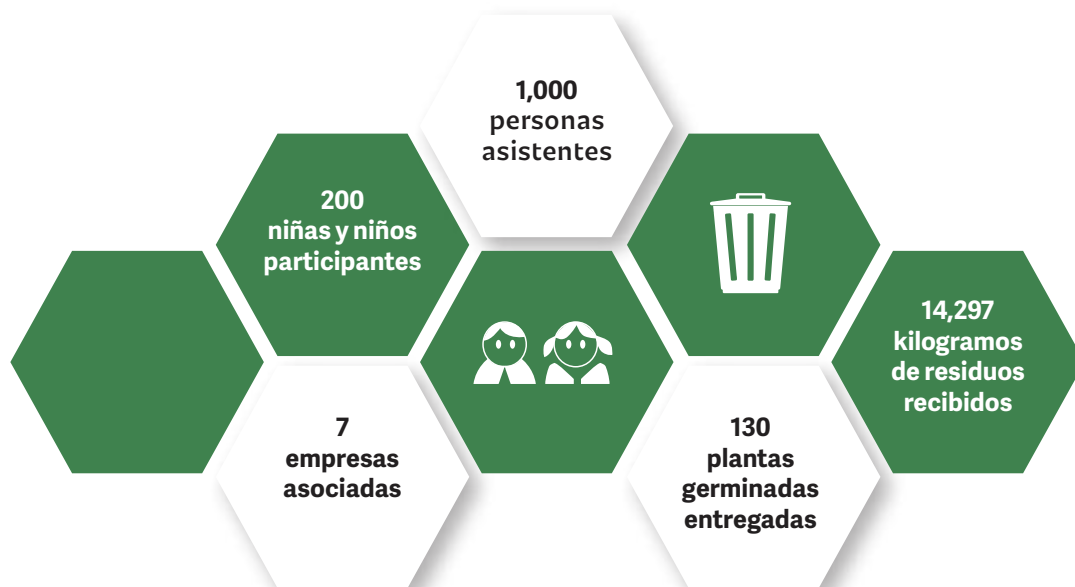 1,000
personas
asistentes
200
niñas y niños
participantes
14,297
kilogramos
de residuos
recibidos
7
empresas
asociadas
130
plantas
germinadas
entregadas